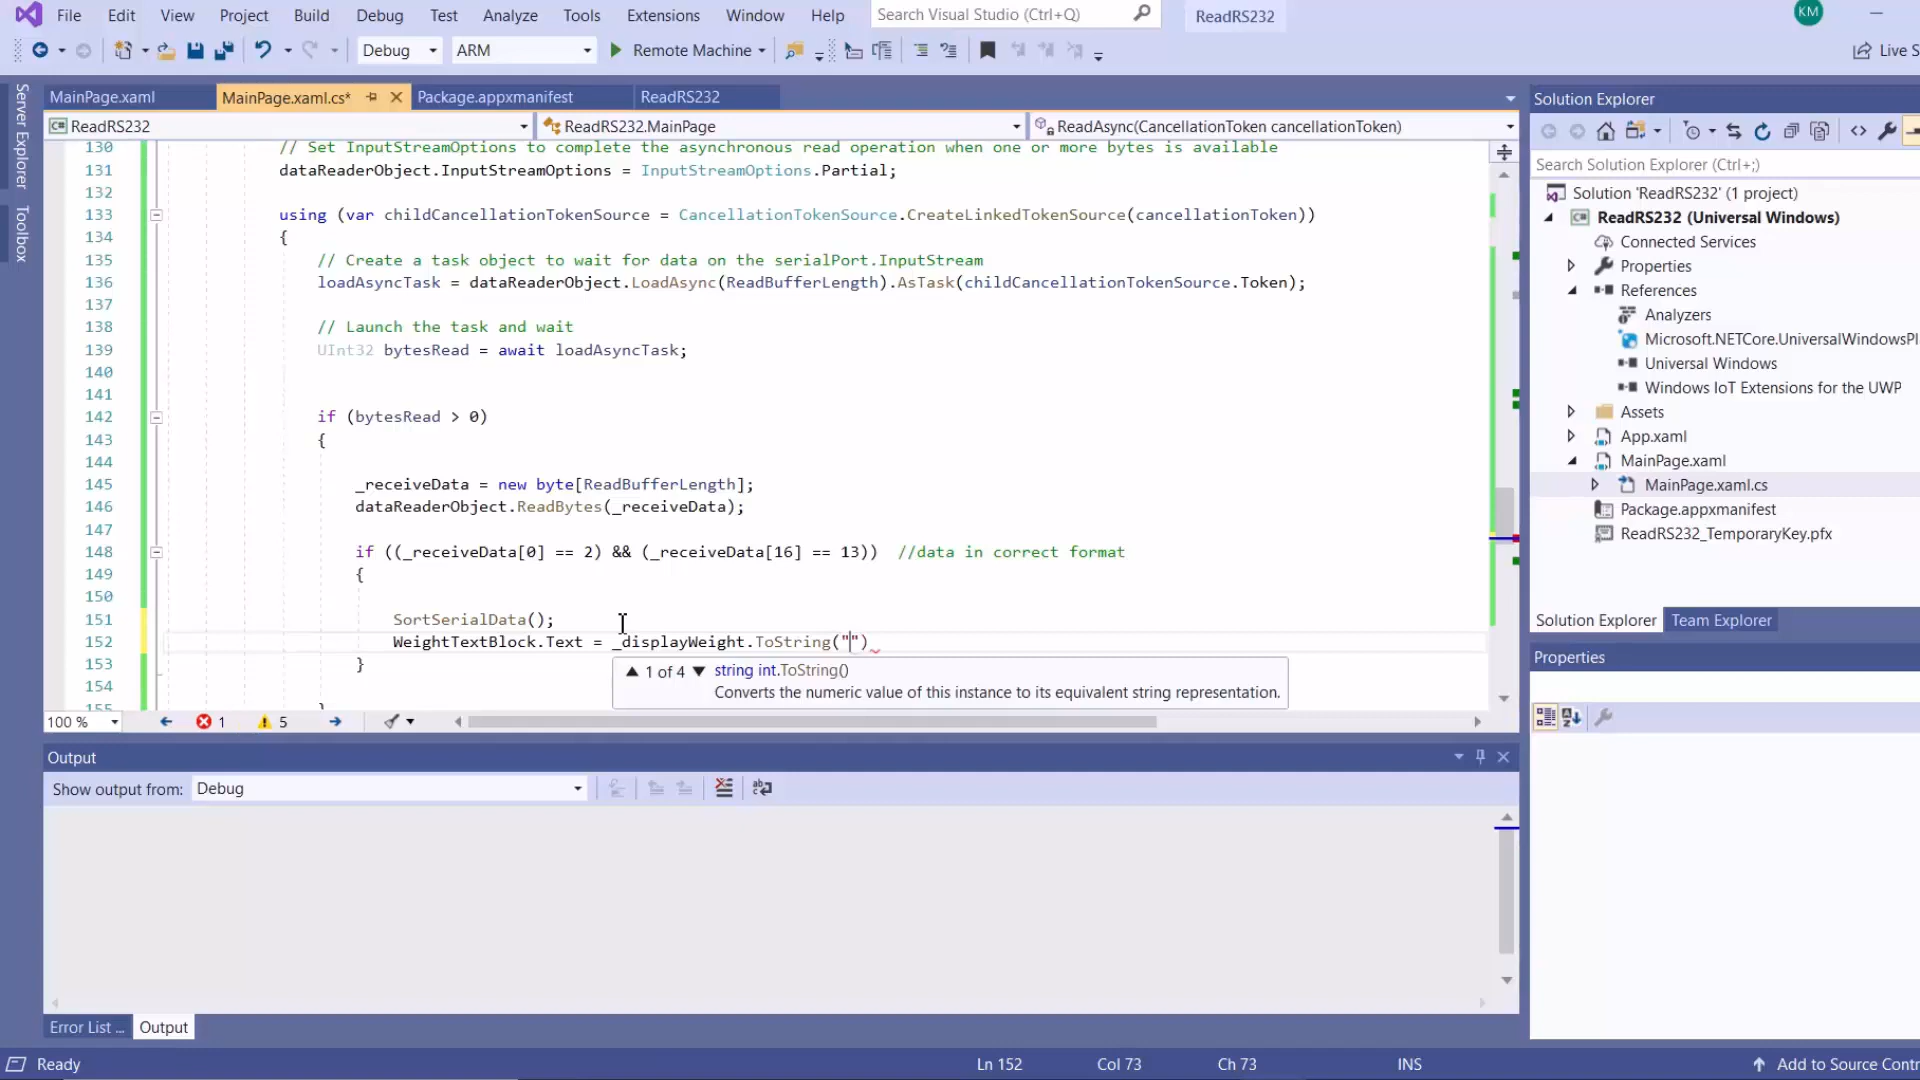 File Edit View Project Build Debug Test Analyze Tools Extensions Window Help Search Visual Studio (Ctrl+Q) ReadRS232 KM
Debug ARM Remote Machine Live S
Server Explorer
Toolbox
MainPage.xaml MainPage.xaml.cs* Package.appxmanifest ReadRS232
ReadRS232 ReadRS232.MainPage ReadAsync(CancellationToken cancellationToken)
130 // Set InputStreamOptions to complete the asynchronous read operation when one or more bytes is available
131 dataReaderObject.InputStreamOptions = InputStreamOptions.Partial;
132
133 using (var childCancellationTokenSource = CancellationTokenSource.CreateLinkedTokenSource(cancellationToken))
134 {
135 // Create a task object to wait for data on the serialPort.InputStream
136 loadAsyncTask = dataReaderObject.LoadAsync(ReadBufferLength).AsTask(childCancellationTokenSource.Token);
137
138 // Launch the task and wait
139 UInt32 bytesRead = await loadAsyncTask;
140
141
142 if (bytesRead > 0)
143 {
144
145 _receiveData = new byte[ReadBufferLength];
146 dataReaderObject.ReadBytes(_receiveData);
147
148 if ((_receiveData[0] == 2) && (_receiveData[16] == 13)) //data in correct format
149 {
150
151 SortSerialData();
152 WeightTextBlock.Text = _displayWeight.ToString("")
153 }
1 of 4 string int.ToString()
Converts the numeric value of this instance to its equivalent string representation.
154
155 }
100 % 1 5
Output
Show output from: Debug
Error List ... Output
Ready Ln 152 Col 73 Ch 73 INS Add to Source Contr
Solution Explorer
Search Solution Explorer (Ctrl+;)
Solution 'ReadRS232' (1 project)
ReadRS232 (Universal Windows)
Connected Services
Properties
References
Analyzers
Microsoft.NETCore.UniversalWindowsPl
Universal Windows
Windows IoT Extensions for the UWP
Assets
App.xaml
MainPage.xaml
MainPage.xaml.cs
Package.appxmanifest
ReadRS232_TemporaryKey.pfx
Solution Explorer Team Explorer
Properties